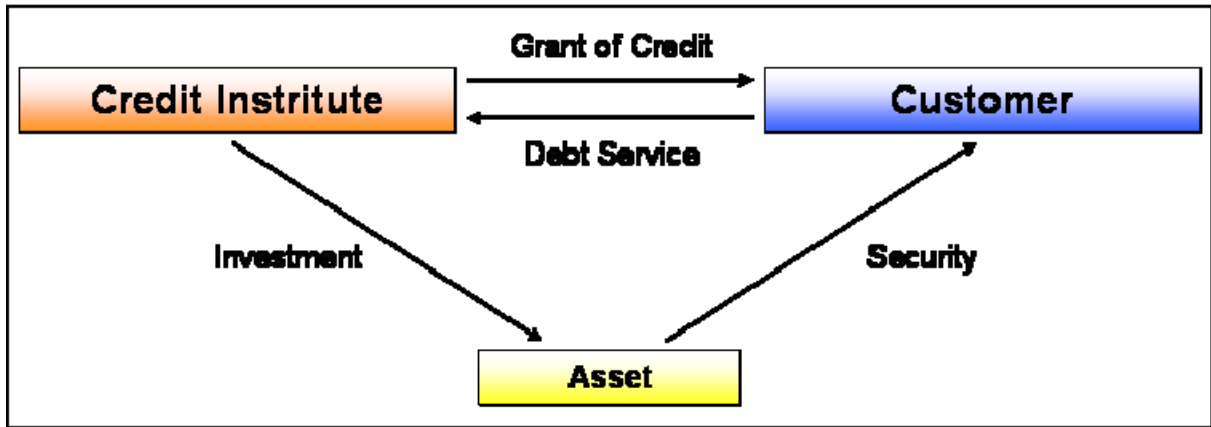 Grant of Credit
Credit Instritute
Customer
Debt Service
Investment
Security
Asset